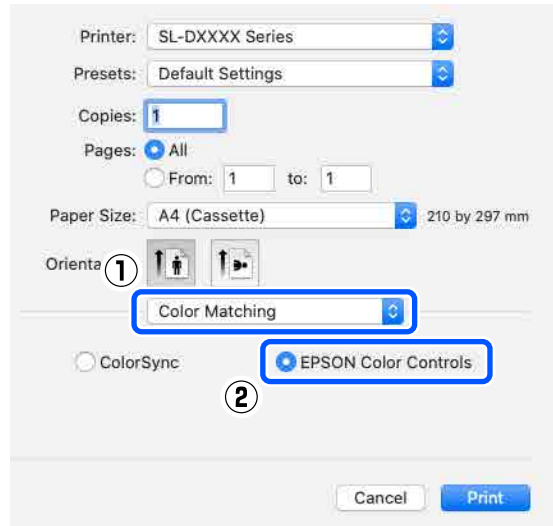 Printer: SL-DXXXX Series
Presets: Default Settings
Copies: 1
Pages: All
From: 1 to: 1
Paper Size: A4 (Cassette) 210 by 297 mm
Orienta
①
Color Matching
ColorSync EPSON Color Controls
②
Cancel Print